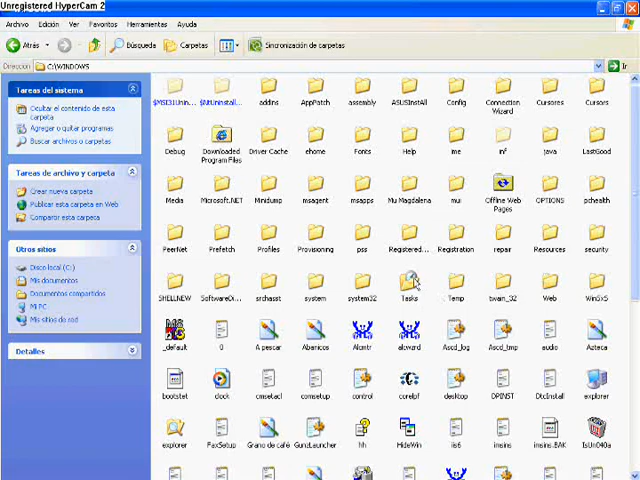 Unregistered HyperCam 2
Archivo Edición Ver Favoritos Herramientas Ayuda
Atrás Búsqueda Carpetas Sincronización de carpetas
Dirección C:\WINDOWS Ir
Tareas del sistema
Ocultar el contenido de esta
carpeta
Agregar o quitar programas
Buscar archivos o carpetas
Tareas de archivo y carpeta
Crear nueva carpeta
Publicar esta carpeta en Web
Compartir esta carpeta
Otros sitios
Disco local (C:)
Mis documentos
Documentos compartidos
Mi PC
Mis sitios de red
Detalles
$MSI31Unin... $NtUninstall... addins AppPatch assembly ASUSInstAll Config Connection Wizard Cursores Cursors
Debug Downloaded Program Files Driver Cache ehome Fonts Help ime inf java LastGood
Media Microsoft.NET Minidump msagent msapps Mu Magdalena mui Offline Web Pages OPTIONS pchealth
PeerNet Prefetch Profiles Provisioning pss Registered... Registration repair Resources security
SHELLNEW SoftwareDi... srchasst system system32 Tasks Temp twain_32 Web WinSxS
_default 0 A pescar Abanicos Alcmtr alcwzrd Ascd_log Ascd_tmp audio Azteca
bootstet clock cmsetacl comsetup control corelpf desktop DPINST DtcInstall explorer
explorer FaxSetup Grano de café GunzLauncher hh HideWin iis6 imsins imsins.BAK IsUn040a